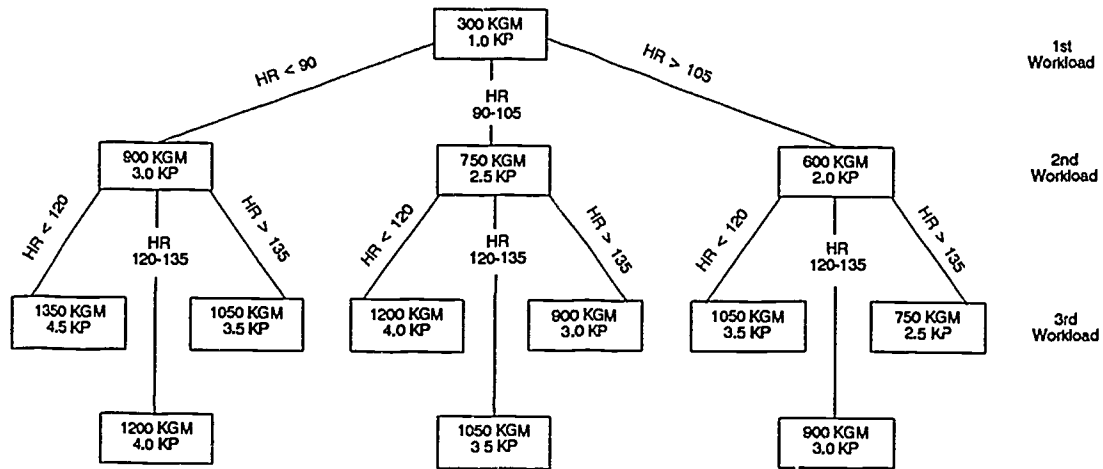 300 KGM
1.0 KP
1st
Workload
HR < 90
HR
90-105
HR > 105
900 KGM
3.0 KP
750 KGM
2.5 KP
600 KGM
2.0 KP
2nd
Workload
HR < 120
HR
120-135
HR > 135
HR < 120
HR
120-135
HR > 135
HR < 120
HR
120-135
HR > 135
1350 KGM
4.5 KP
1050 KGM
3.5 KP
1200 KGM
4.0 KP
900 KGM
3.0 KP
1050 KGM
3.5 KP
750 KGM
2.5 KP
3rd
Workload
1200 KGM
4.0 KP
1050 KGM
3 5 KP
900 KGM
3.0 KP